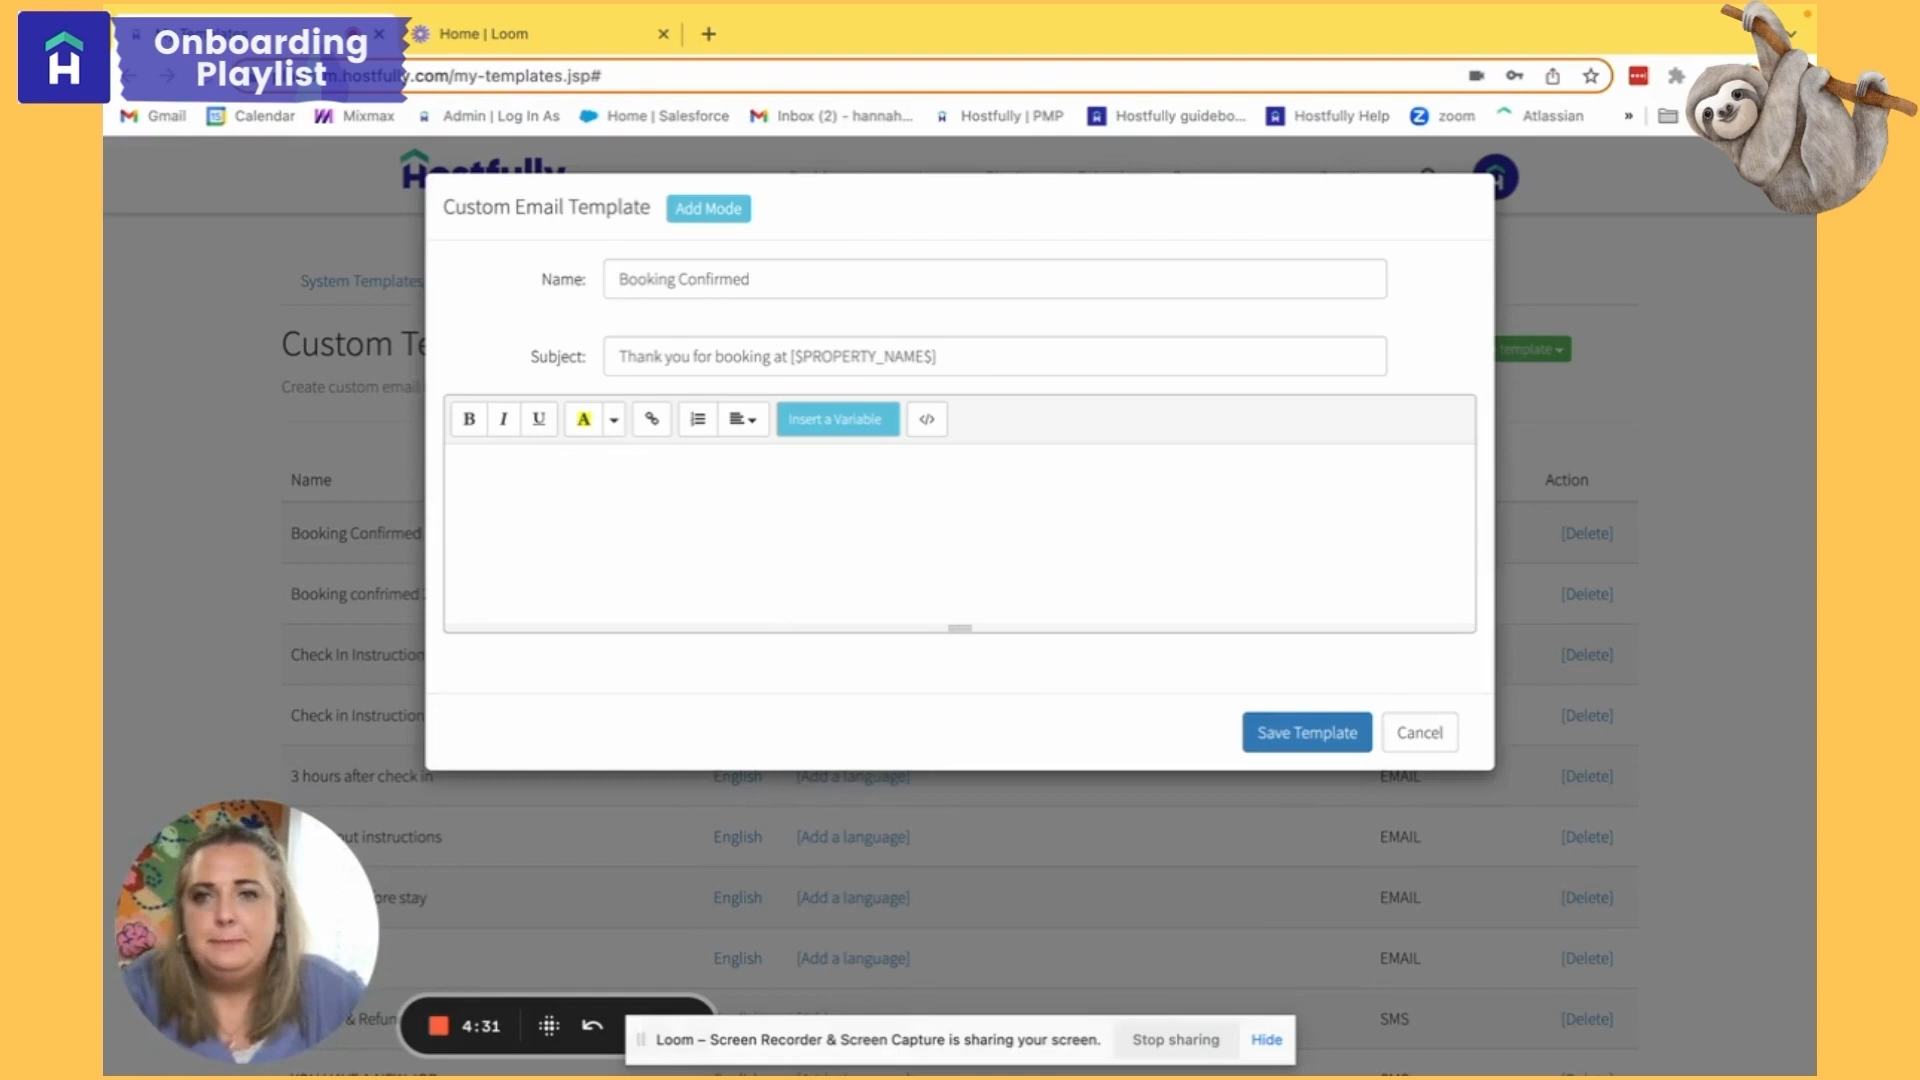 Onboarding
Playlist
Home | Loom
.hostfully.com/my-templates.jsp#
Gmail
Calendar
Mixmax
Admin | Log In As
Home | Salesforce
Inbox (2) - hannah...
Hostfully | PMP
Hostfully guidebo...
Hostfully Help
zoom
Atlassian
»
Hostfully
Custom Email Template
Add Mode
Name:
Booking Confirmed
System Templates
Subject:
Thank you for booking at [$PROPERTY_NAME$]
Custom Te
template
Create custom email
B
I
U
A
Insert a Variable
</>
Name
Action
Booking Confirmed
[Delete]
Booking confrimed
[Delete]
Check In Instruction
[Delete]
Check in Instruction
[Delete]
Save Template
Cancel
3 hours after check in
English
[Add a language]
EMAIL
[Delete]
out instructions
English
[Add a language]
EMAIL
[Delete]
ore stay
English
[Add a language]
EMAIL
[Delete]
English
[Add a language]
EMAIL
[Delete]
& Refun
SMS
[Delete]
4:31
Loom – Screen Recorder & Screen Capture is sharing your screen.
Stop sharing
Hide